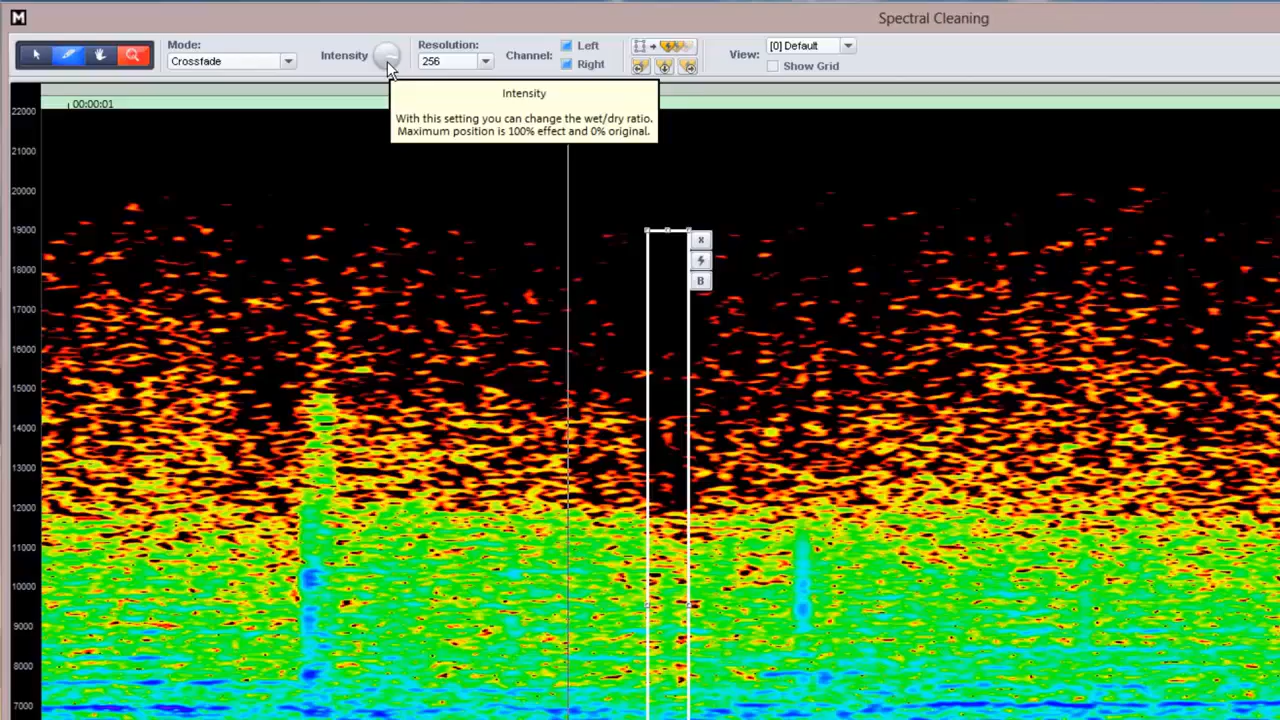 M
Spectral Cleaning
Mode:
Crossfade
Intensity
Resolution:
256
Channel:
Left
Right
View:
[0] Default
Show Grid
Intensity
With this setting you can change the wet/dry ratio.
Maximum position is 100% effect and 0% original.
00:00:01
22000
21000
20000
19000
18000
17000
16000
15000
14000
13000
12000
11000
10000
9000
8000
7000
x
B